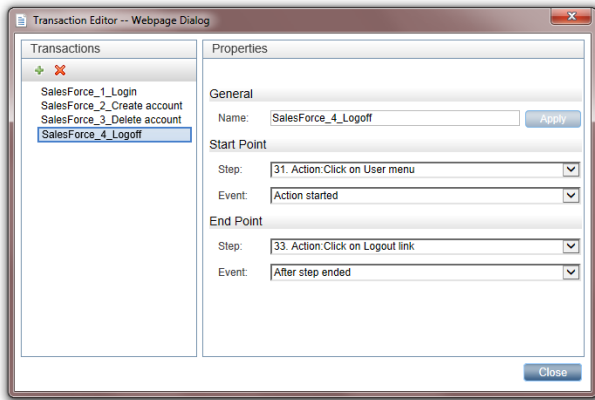 Transaction Editor -- Webpage Dialog
Transactions
SalesForce_1_Login
SalesForce_2_Create account
SalesForce_3_Delete account
SalesForce_4_Logoff
Properties
General
Name: SalesForce_4_Logoff Apply
Start Point
Step: 31. Action:Click on User menu
Event: Action started
End Point
Step: 33. Action:Click on Logout link
Event: After step ended
Close